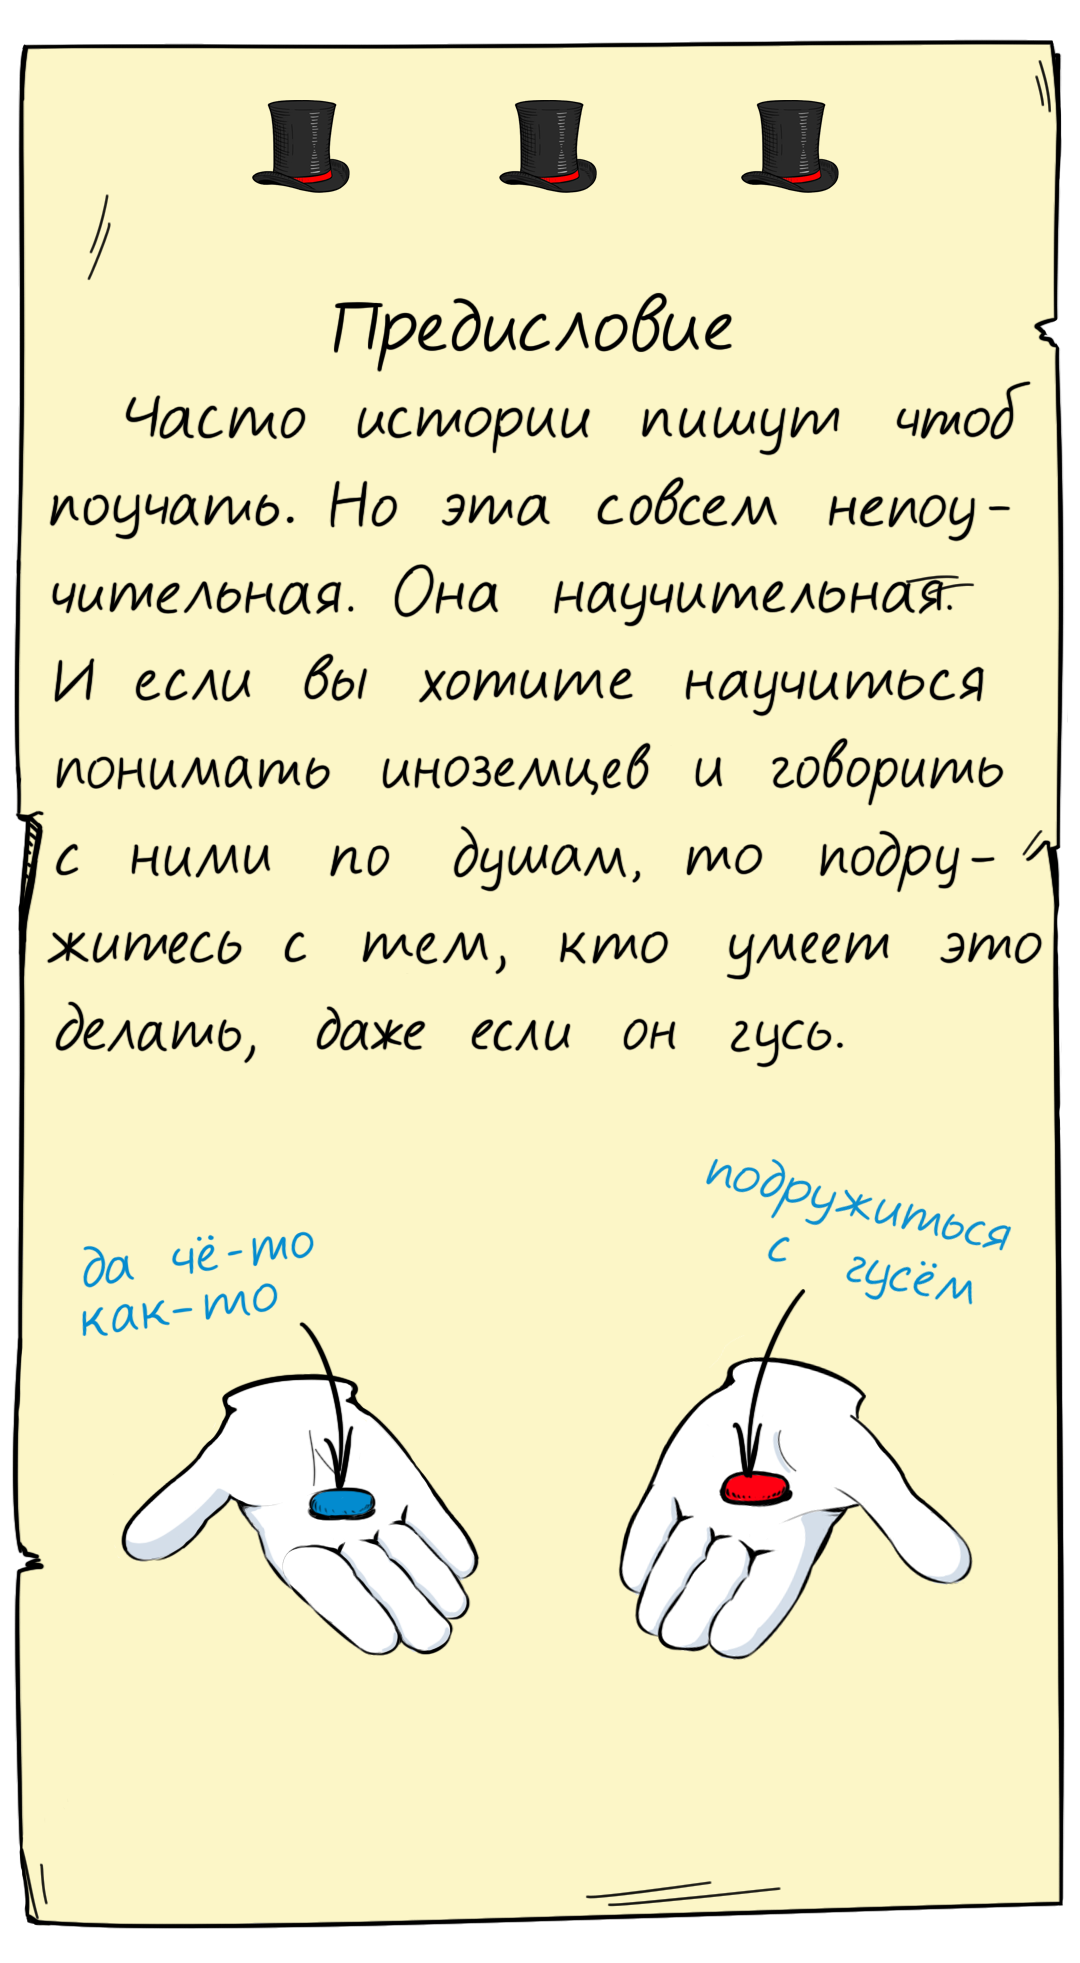 Предисловие
Часто истории пишут чтоб
поучать. Но эта совсем непоу-
чительная. Она научительная.
И если вы хотите научиться
понимать иноземцев и говорить
с ними по душам, то подру-
житесь с тем, кто умеет это
делать, даже если он гусь.
да чё-то
как-то
подружиться
с гусём